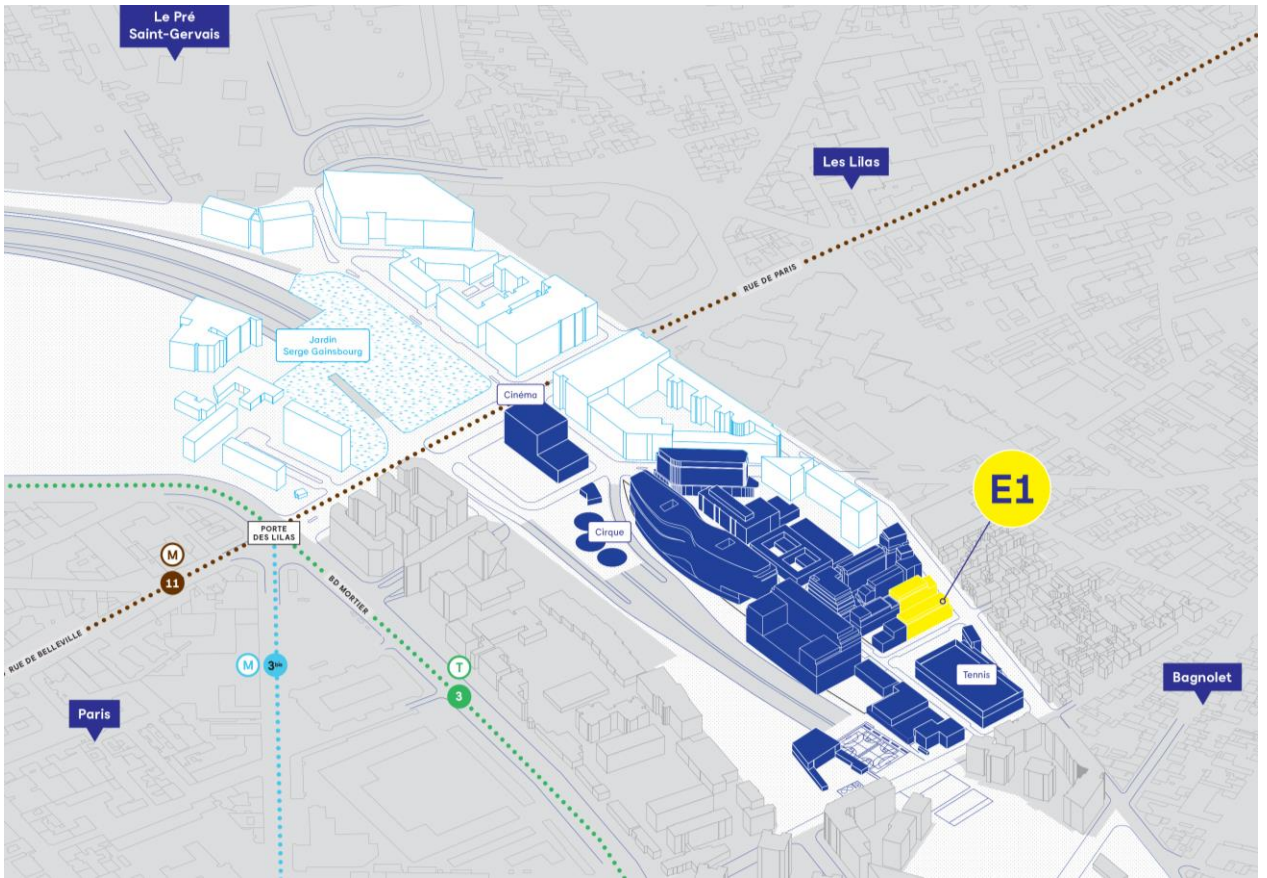 Le Pré
Saint-Gervais
Les Lilas
RUE DE PARIS
Jardin
Serge Gainsbourg
Cinéma
E1
PORTE
DES LILAS
Cirque
M
11
BD MORTIER
RUE DE BELLEVILLE
M
3bis
T
3
Tennis
Bagnolet
Paris